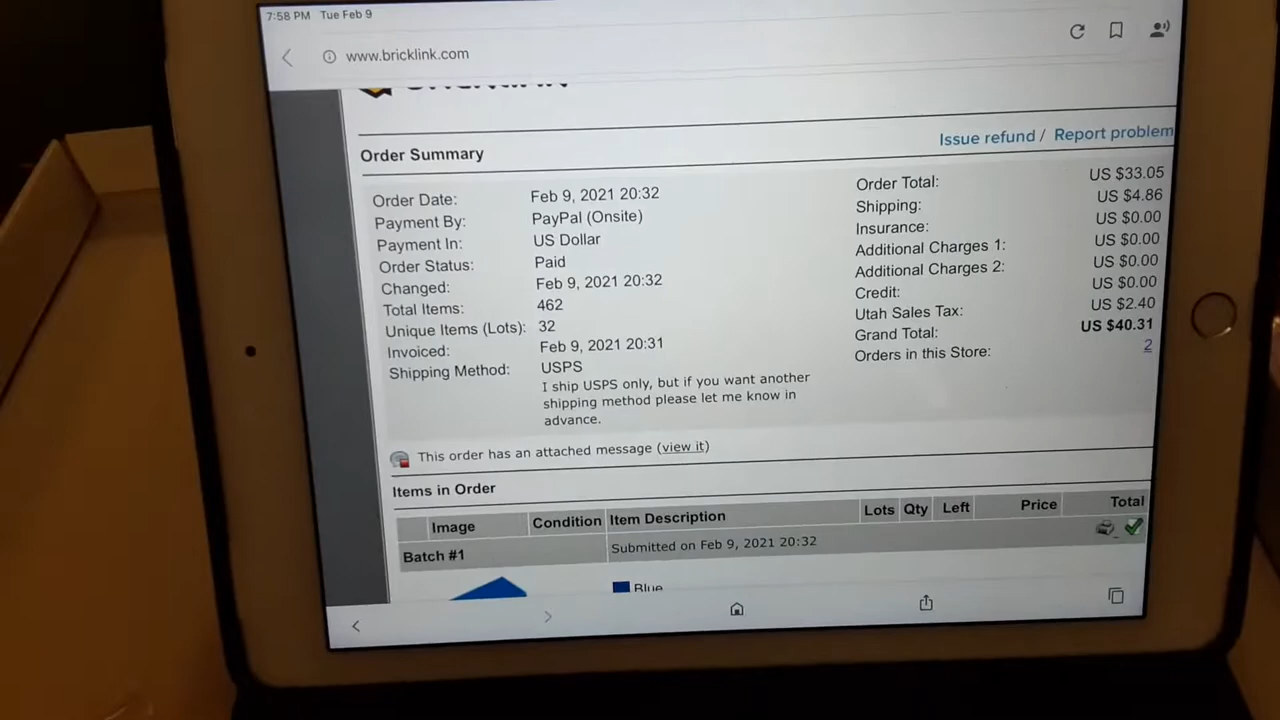 7:58 PM Tue Feb 9
www.bricklink.com
Issue refund / Report problem
Order Summary
Order Date: Feb 9, 2021 20:32
Payment By: PayPal (Onsite)
Payment In: US Dollar
Order Status: Paid
Changed: Feb 9, 2021 20:32
Total Items: 462
Unique Items (Lots): 32
Invoiced: Feb 9, 2021 20:31
Shipping Method: USPS
I ship USPS only, but if you want another
shipping method please let me know in
advance.
Order Total: US $33.05
Shipping: US $4.86
Insurance: US $0.00
Additional Charges 1: US $0.00
Additional Charges 2: US $0.00
Credit: US $0.00
Utah Sales Tax: US $2.40
Grand Total: US $40.31
Orders in this Store: 2
This order has an attached message (view it)
Items in Order
Image Condition Item Description Lots Qty Left Price Total
Batch #1 Submitted on Feb 9, 2021 20:32
Blue